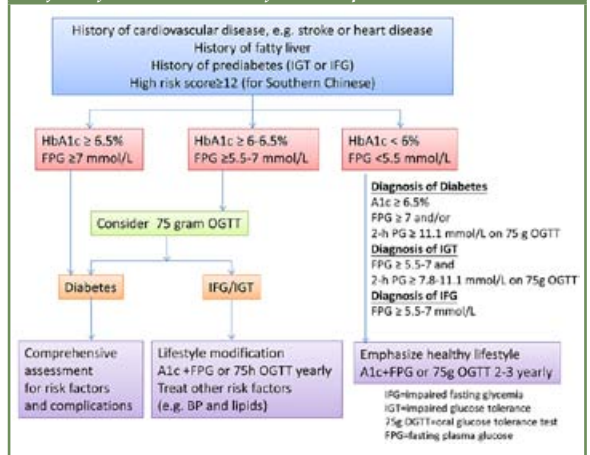 History of cardiovascular disease, e.g. stroke or heart disease
History of fatty liver
History of prediabetes (IGT or IFG)
High risk score≥12 (for Southern Chinese)
HbA1c ≥ 6.5%
FPG ≥7 mmol/L
HbA1c ≥ 6-6.5%
FPG ≥5.5-7 mmol/L
HbA1c < 6%
FPG <5.5 mmol/L
Consider 75 gram OGTT
Diagnosis of Diabetes
A1c ≥ 6.5%
FPG ≥ 7 and/or
2-h PG ≥ 11.1 mmol/L on 75 g OGTT
Diagnosis of IGT
FPG ≥ 5.5-7 and
2-h PG ≥ 7.8-11.1 mmol/L on 75g OGTT
Diagnosis of IFG
FPG ≥ 5.5-7 mmol/L
Diabetes
IFG/IGT
Comprehensive
assessment
for risk factors
and complications
Lifestyle modification
A1c +FPG or 75h OGTT yearly
Treat other risk factors
(e.g. BP and lipids)
Emphasize healthy lifestyle
A1c+FPG or 75g OGTT 2-3 yearly
IFG=impaired fasting glycemia
IGT=impaired glucose tolerance
75g OGTT=oral glucose tolerance test
FPG=fasting plasma glucose